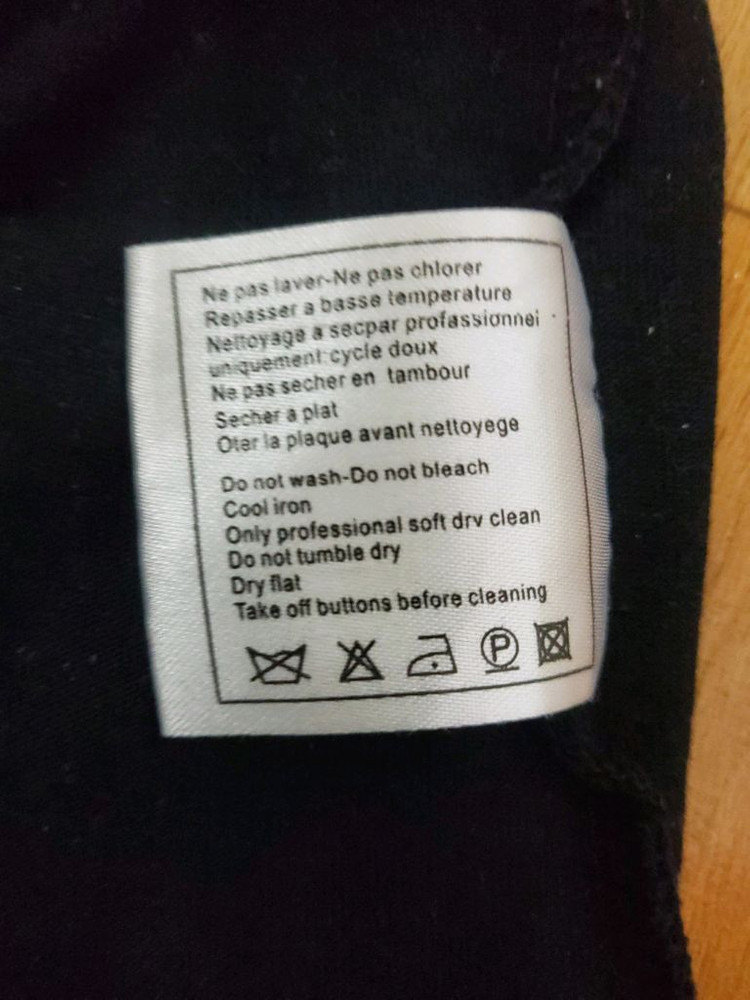 Ne pas laver-Ne pas chlorer
Repasser a basse temperature
Nettoyage a secpar profassionnei
uniquement cycle doux
Ne pas secher en tambour
Secher a plat
Oter la plaque avant nettoyege
Do not wash-Do not bleach
Cool iron
Only professional soft drv clean
Do not tumble dry
Dry flat
Take off buttons before cleaning
P